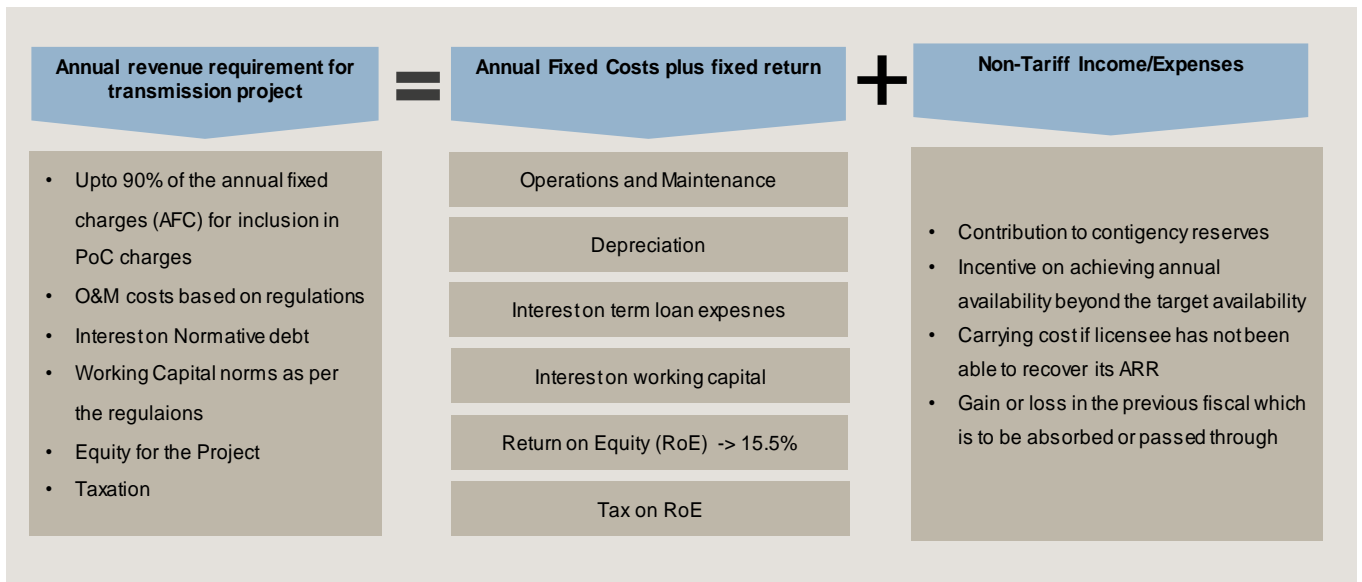 Annual revenue requirement for
transmission project
=
Annual Fixed Costs plus fixed return
+
Non-Tariff Income/Expenses
• Upto 90% of the annual fixed
charges (AFC) for inclusion in
PoC charges
• O&M costs based on regulations
• Interest on Normative debt
• Working Capital norms as per
the regulaions
• Equity for the Project
• Taxation
Operations and Maintenance
Depreciation
Interest on term loan expesnes
Interest on working capital
Return on Equity (RoE) -> 15.5%
Tax on RoE
• Contribution to contigency reserves
• Incentive on achieving annual
availability beyond the target availability
• Carrying cost if licensee has not been
able to recover its ARR
• Gain or loss in the previous fiscal which
is to be absorbed or passed through